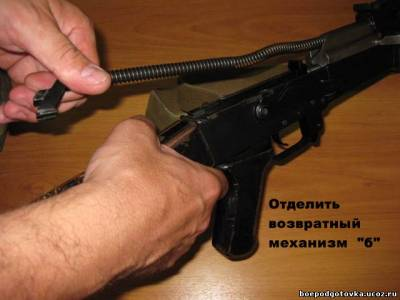 Отделить
возвратный
механизм "б"
boepodgotovka.ucoz.ru